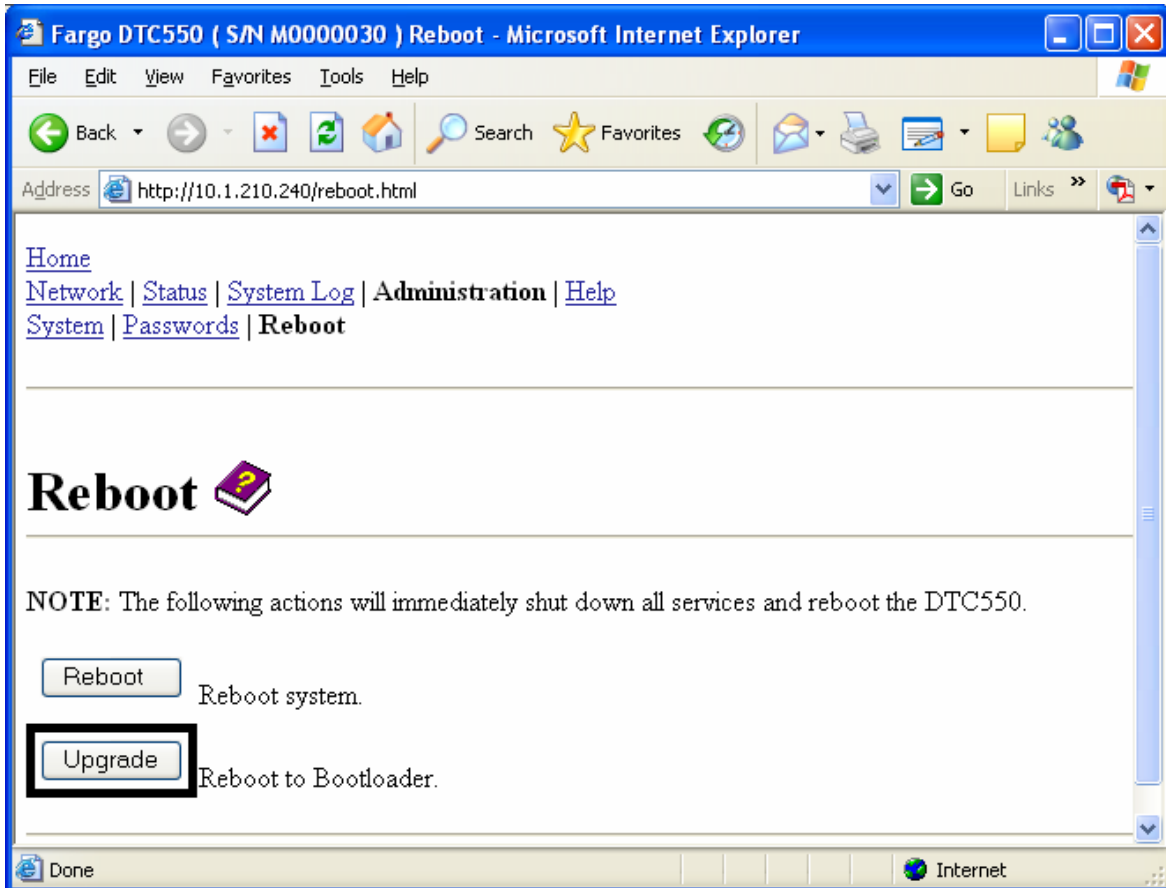 Fargo DTC550 ( S/N M0000030 ) Reboot - Microsoft Internet Explorer
File Edit View Favorites Tools Help
Back Search Favorites
Address http://10.1.210.240/reboot.html Go Links »
Home
Network | Status | System Log | Administration | Help
System | Passwords | Reboot
Reboot ?
NOTE: The following actions will immediately shut down all services and reboot the DTC550.
Reboot Reboot system.
Upgrade Reboot to Bootloader.
Done Internet